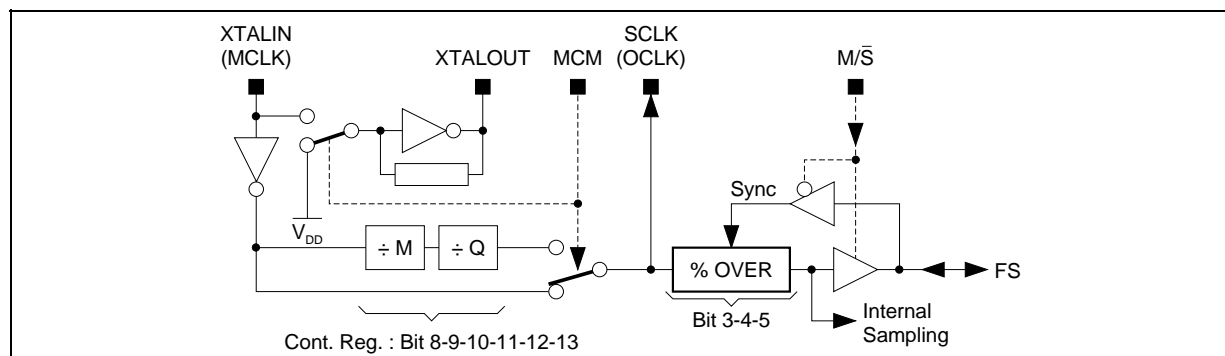 XTALIN
(MCLK)
XTALOUT
MCM
SCLK
(OCLK)
M/S̅
Sync
VDD
÷ M
÷ Q
% OVER
FS
Bit 3-4-5
Internal
Sampling
Cont. Reg. : Bit 8-9-10-11-12-13